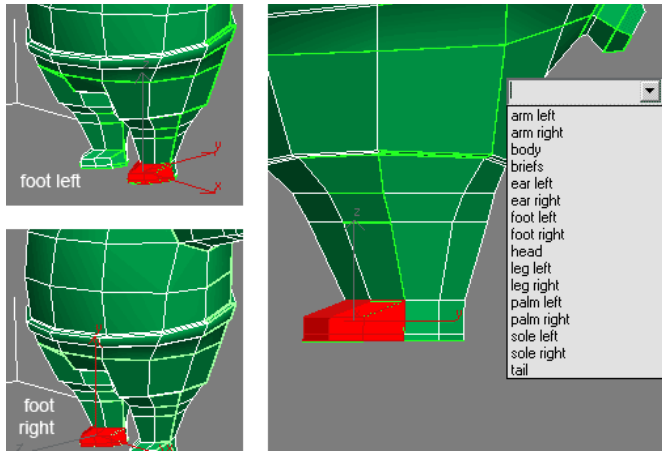 foot left
foot
right
z
y
x
y
z
z
y
arm left
arm right
body
briefs
ear left
ear right
foot left
foot right
head
leg left
leg right
palm left
palm right
sole left
sole right
tail